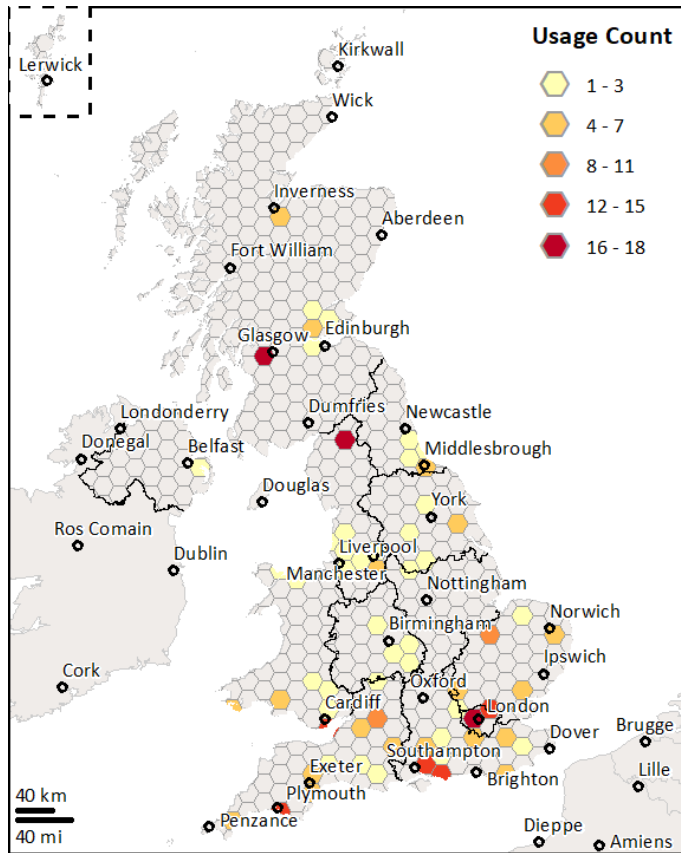 Usage Count
1 - 3
4 - 7
8 - 11
12 - 15
16 - 18
Lerwick
Kirkwall
Wick
Inverness
Aberdeen
Fort William
Glasgow
Edinburgh
Londonderry
Dumfries
Newcastle
Donegal
Belfast
Middlesbrough
Douglas
York
Ros Comain
Dublin
Liverpool
Manchester
Nottingham
Birmingham
Norwich
Cork
Oxford
Ipswich
Cardiff
London
Southampton
Dover
Brugge
Exeter
Brighton
Lille
Plymouth
40 km
40 mi
Penzance
Dieppe
Amiens